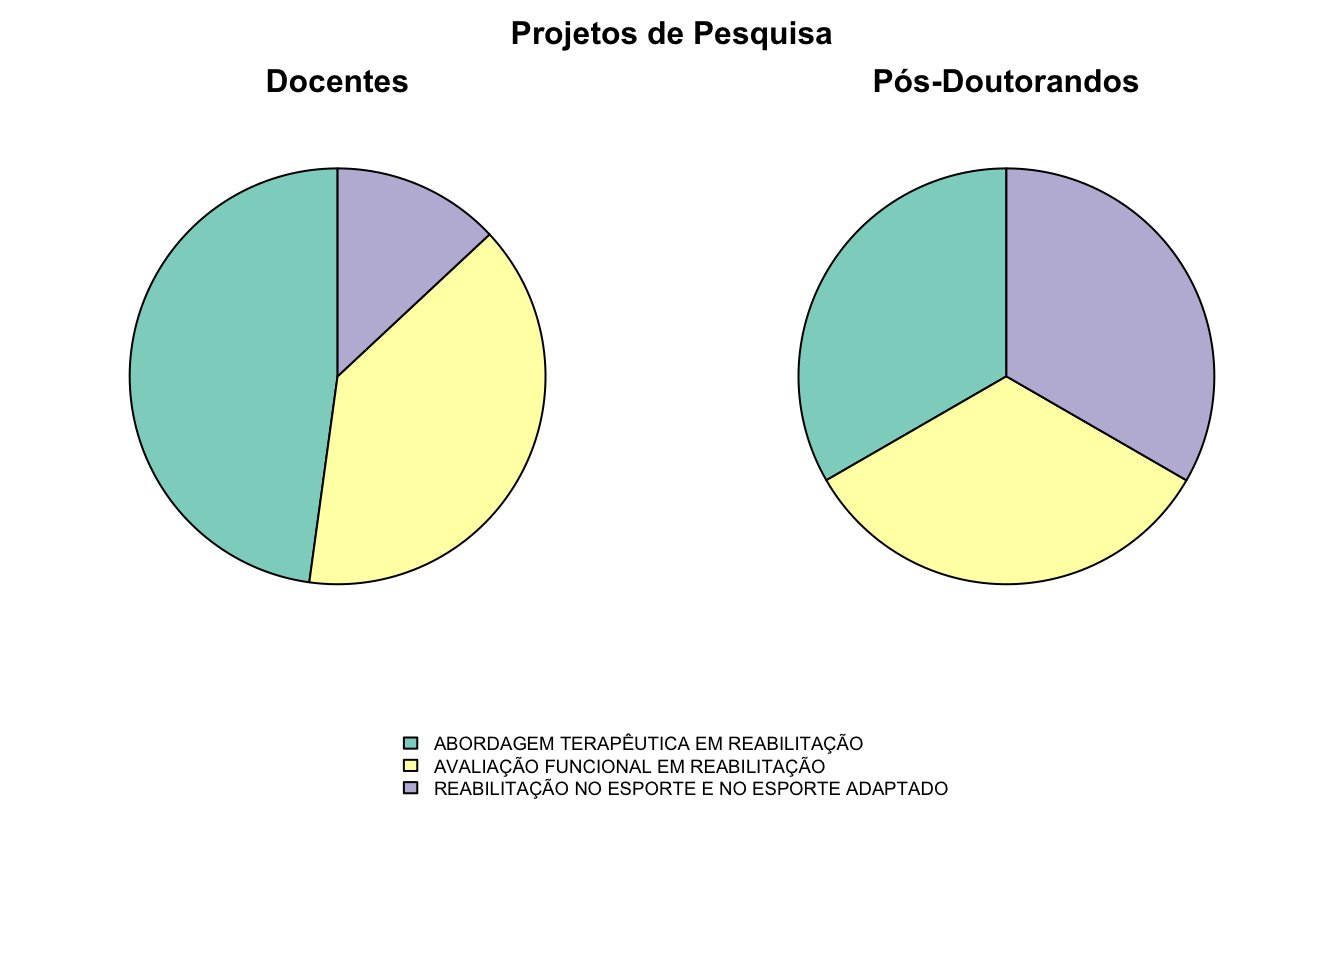 Projetos de Pesquisa
Docentes
Pós-Doutorandos
ABORDAGEM TERAPÊUTICA EM REABILITAÇÃO
AVALIAÇÃO FUNCIONAL EM REABILITAÇÃO
REABILITAÇÃO NO ESPORTE E NO ESPORTE ADAPTADO